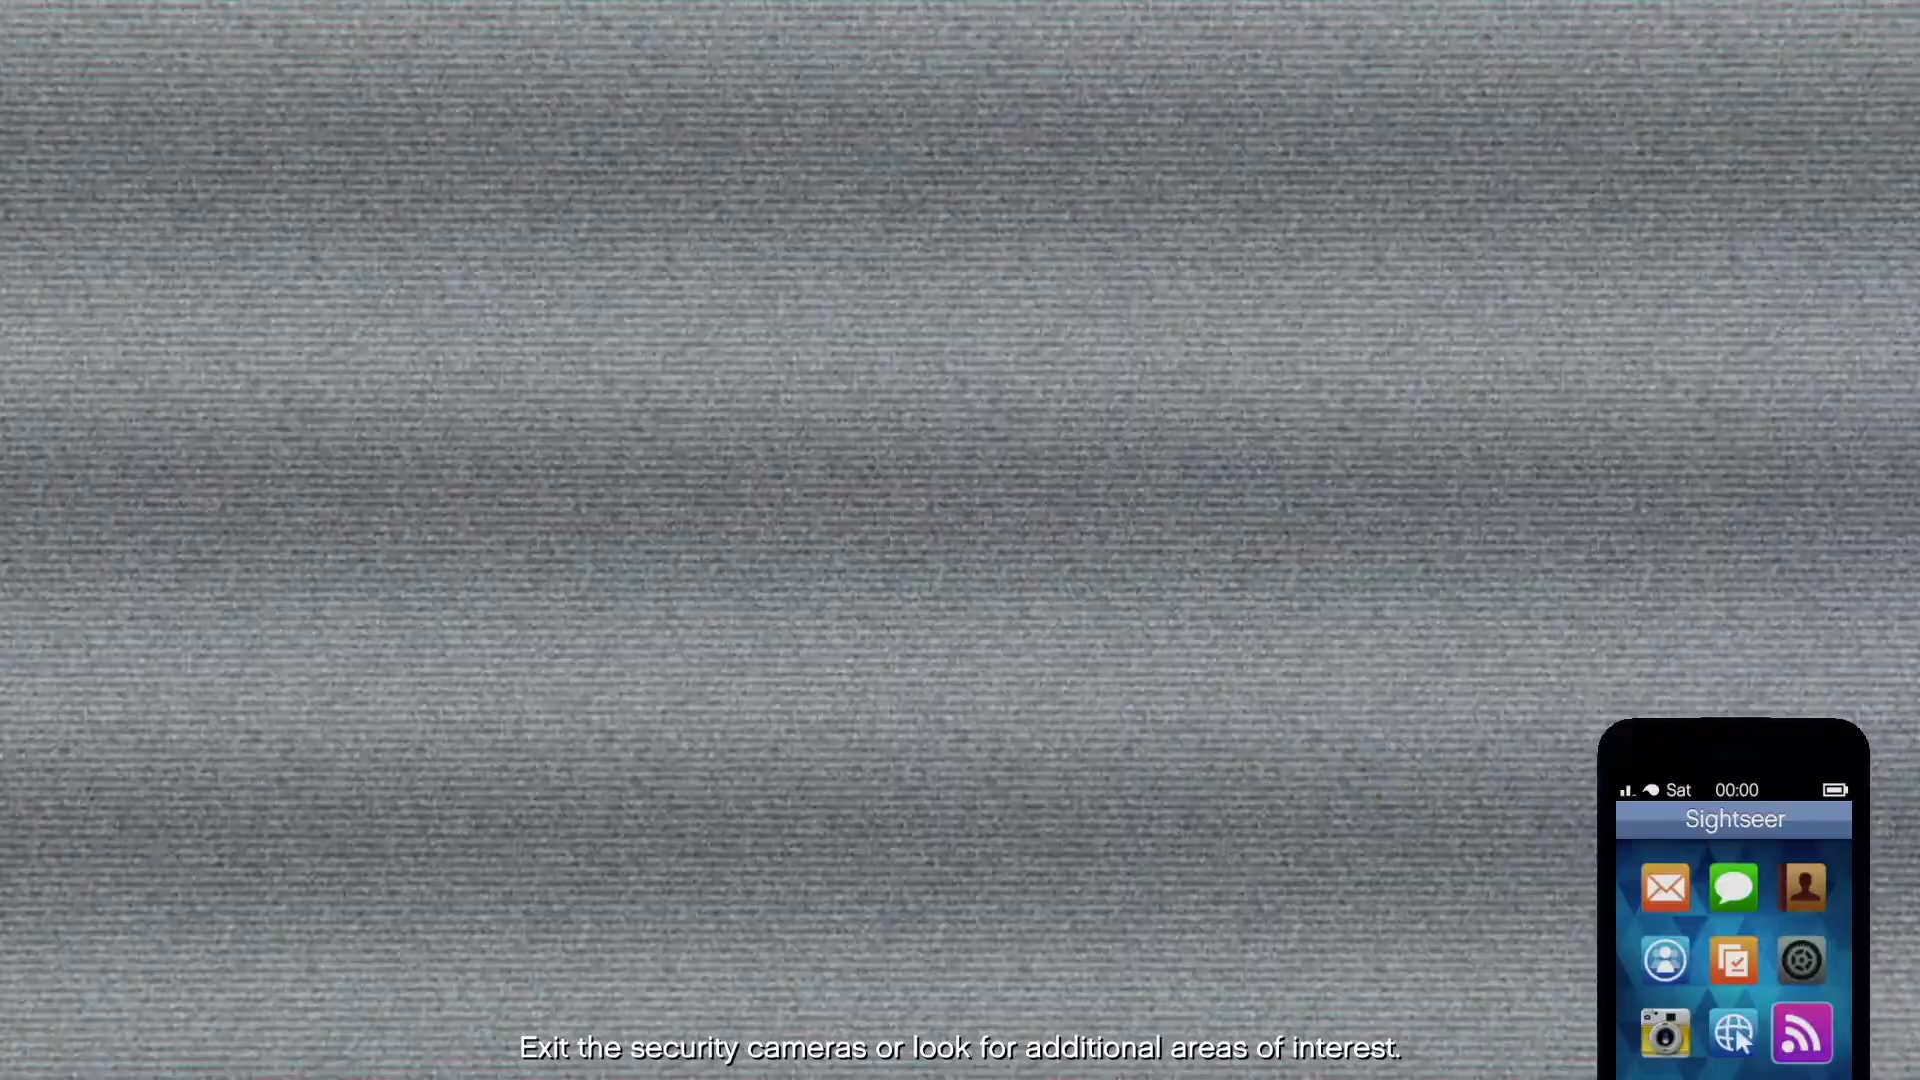 Sat 00:00
Sightseer
Exit the security cameras or look for additional areas of interest.